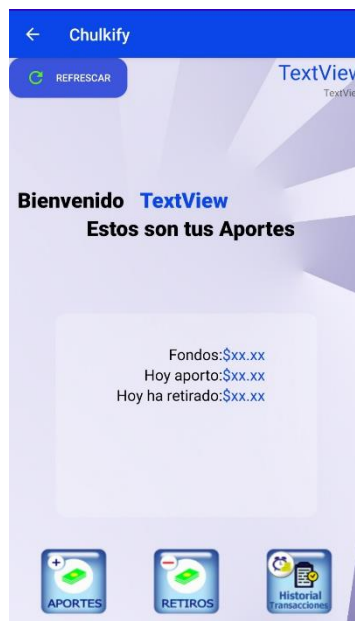 Chulkify
REFRESCAR
TextView
TextVie
Bienvenido TextView
Estos son tus Aportes
Fondos:$xx.xx
Hoy aporto:$xx.xx
Hoy ha retirado:$xx.xx
APORTES
RETIROS
Historial
Transacciones